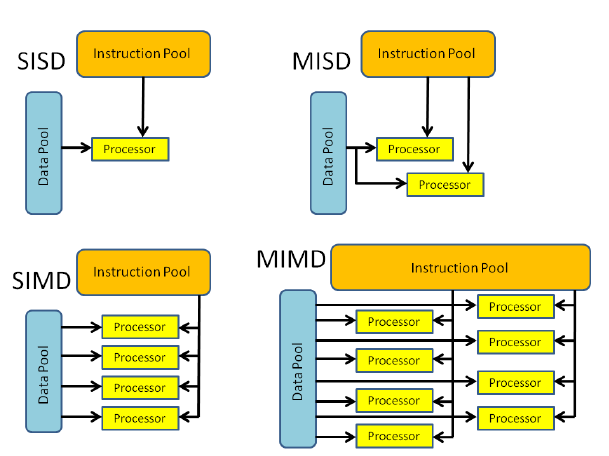 SISD
Instruction Pool
Data Pool
Processor
MISD
Instruction Pool
Data Pool
Processor
Processor
SIMD
Instruction Pool
Data Pool
Processor
Processor
Processor
Processor
MIMD
Instruction Pool
Data Pool
Processor
Processor
Processor
Processor
Processor
Processor
Processor
Processor